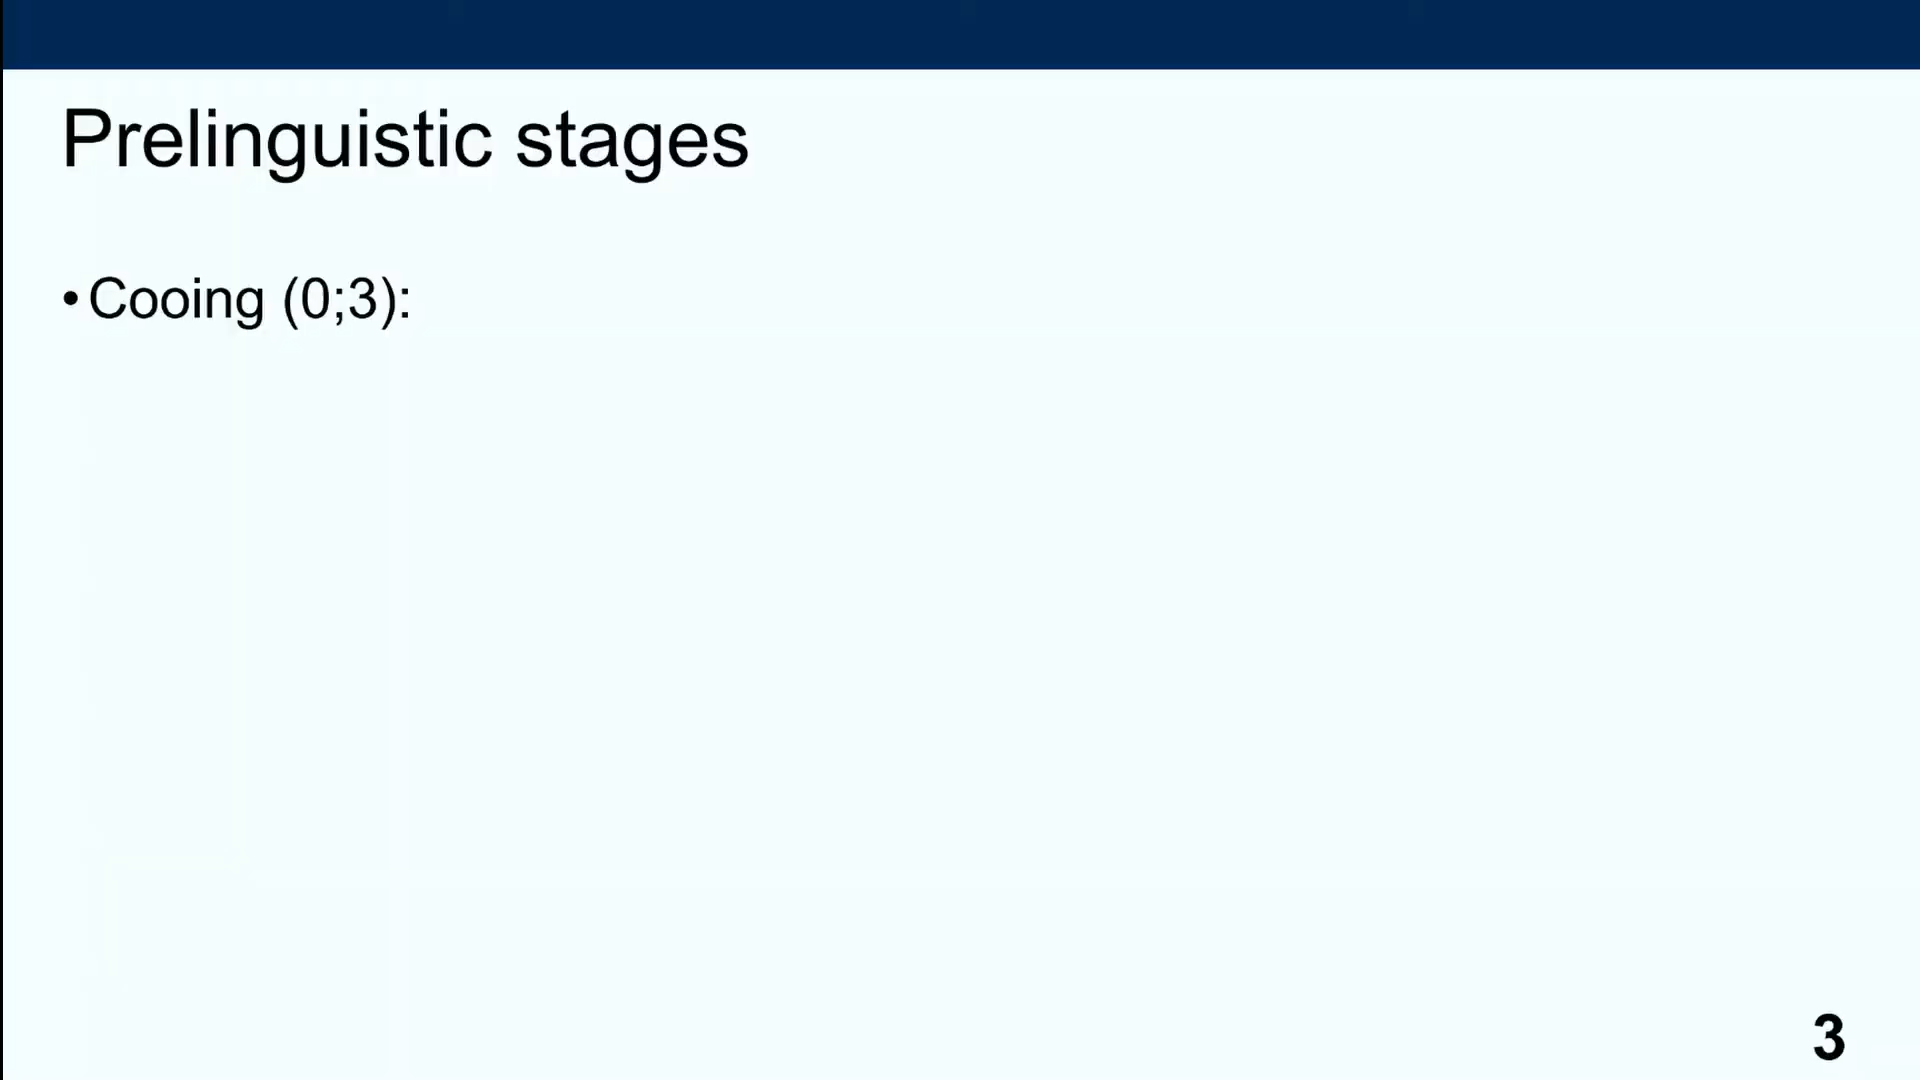 Prelinguistic stages
• Cooing (0;3):
3